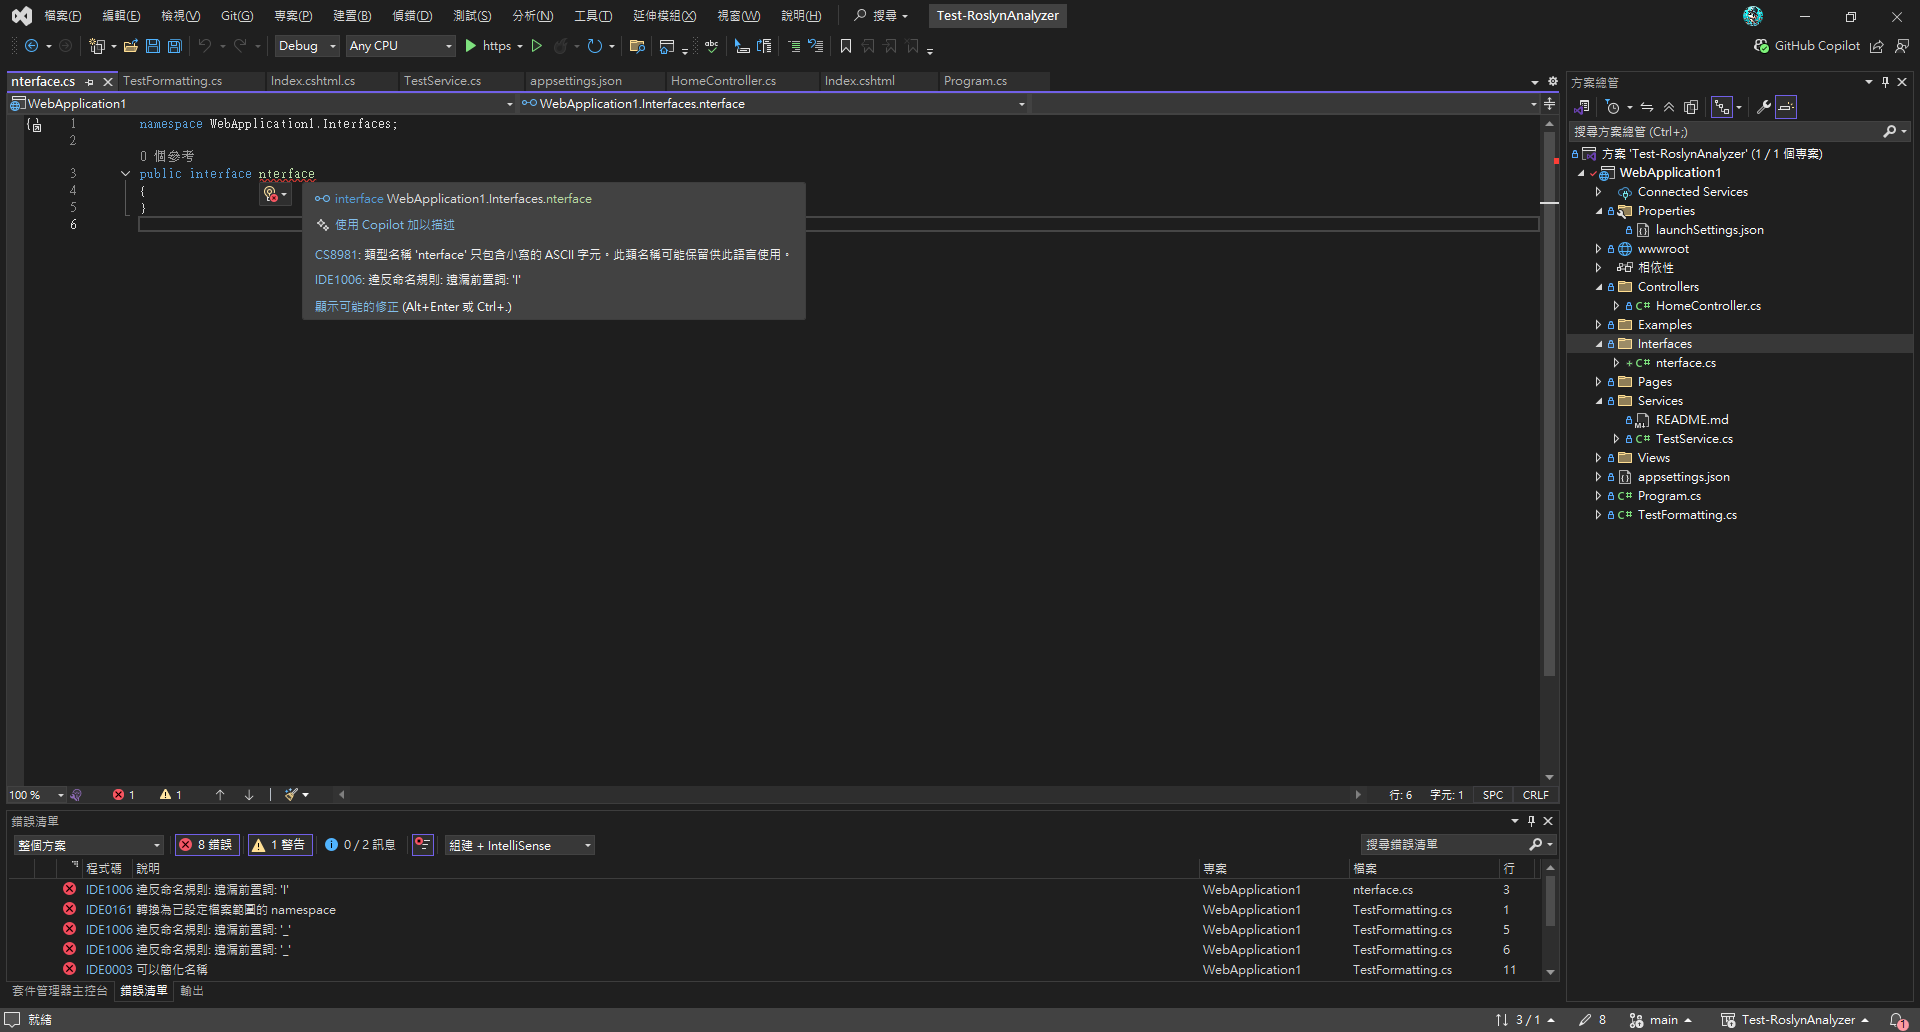 檔案(F) 編輯(E) 檢視(V) Git(G) 專案(P) 建置(B) 偵錯(D) 測試(S) 分析(N) 工具(T) 延伸模組(X) 視窗(W) 說明(H) 搜尋 Test-RoslynAnalyzer
Debug Any CPU https GitHub Copilot
nterface.cs TestFormatting.cs Index.cshtml.cs TestService.cs appsettings.json HomeController.cs Index.cshtml Program.cs
WebApplication1 WebApplication1.Interfaces.nterface
1 namespace WebApplication1.Interfaces;
2
0 個參考
3 public interface nterface
4 {
5 }
6
interface WebApplication1.Interfaces.nterface
使用 Copilot 加以描述
CS8981: 類型名稱 'nterface' 只包含小寫的 ASCII 字元。此類名稱可能保留供此語言使用。
IDE1006: 違反命名規則: 遺漏前置詞: 'I'
顯示可能的修正 (Alt+Enter 或 Ctrl+.)
100 % 1 1 行: 6 字元: 1 SPC CRLF
錯誤清單
整個方案 8 錯誤 1 警告 0 / 2 訊息 組建 + IntelliSense 搜尋錯誤清單
程式碼 說明 專案 檔案 行
IDE1006 違反命名規則: 遺漏前置詞: 'I' WebApplication1 nterface.cs 3
IDE0161 轉換為已設定檔案範圍的 namespace WebApplication1 TestFormatting.cs 1
IDE1006 違反命名規則: 遺漏前置詞: '_' WebApplication1 TestFormatting.cs 5
IDE1006 違反命名規則: 遺漏前置詞: '_' WebApplication1 TestFormatting.cs 6
IDE0003 可以簡化名稱 WebApplication1 TestFormatting.cs 11
套件管理器主控台 錯誤清單 輸出
方案總管
搜尋方案總管 (Ctrl+;)
方案 'Test-RoslynAnalyzer' (1 / 1 個專案)
WebApplication1
Connected Services
Properties
launchSettings.json
wwwroot
相依性
Controllers
C# HomeController.cs
Examples
Interfaces
+ C# nterface.cs
Pages
Services
README.md
C# TestService.cs
Views
appsettings.json
C# Program.cs
C# TestFormatting.cs
就緒 3 / 1 8 main Test-RoslynAnalyzer 1